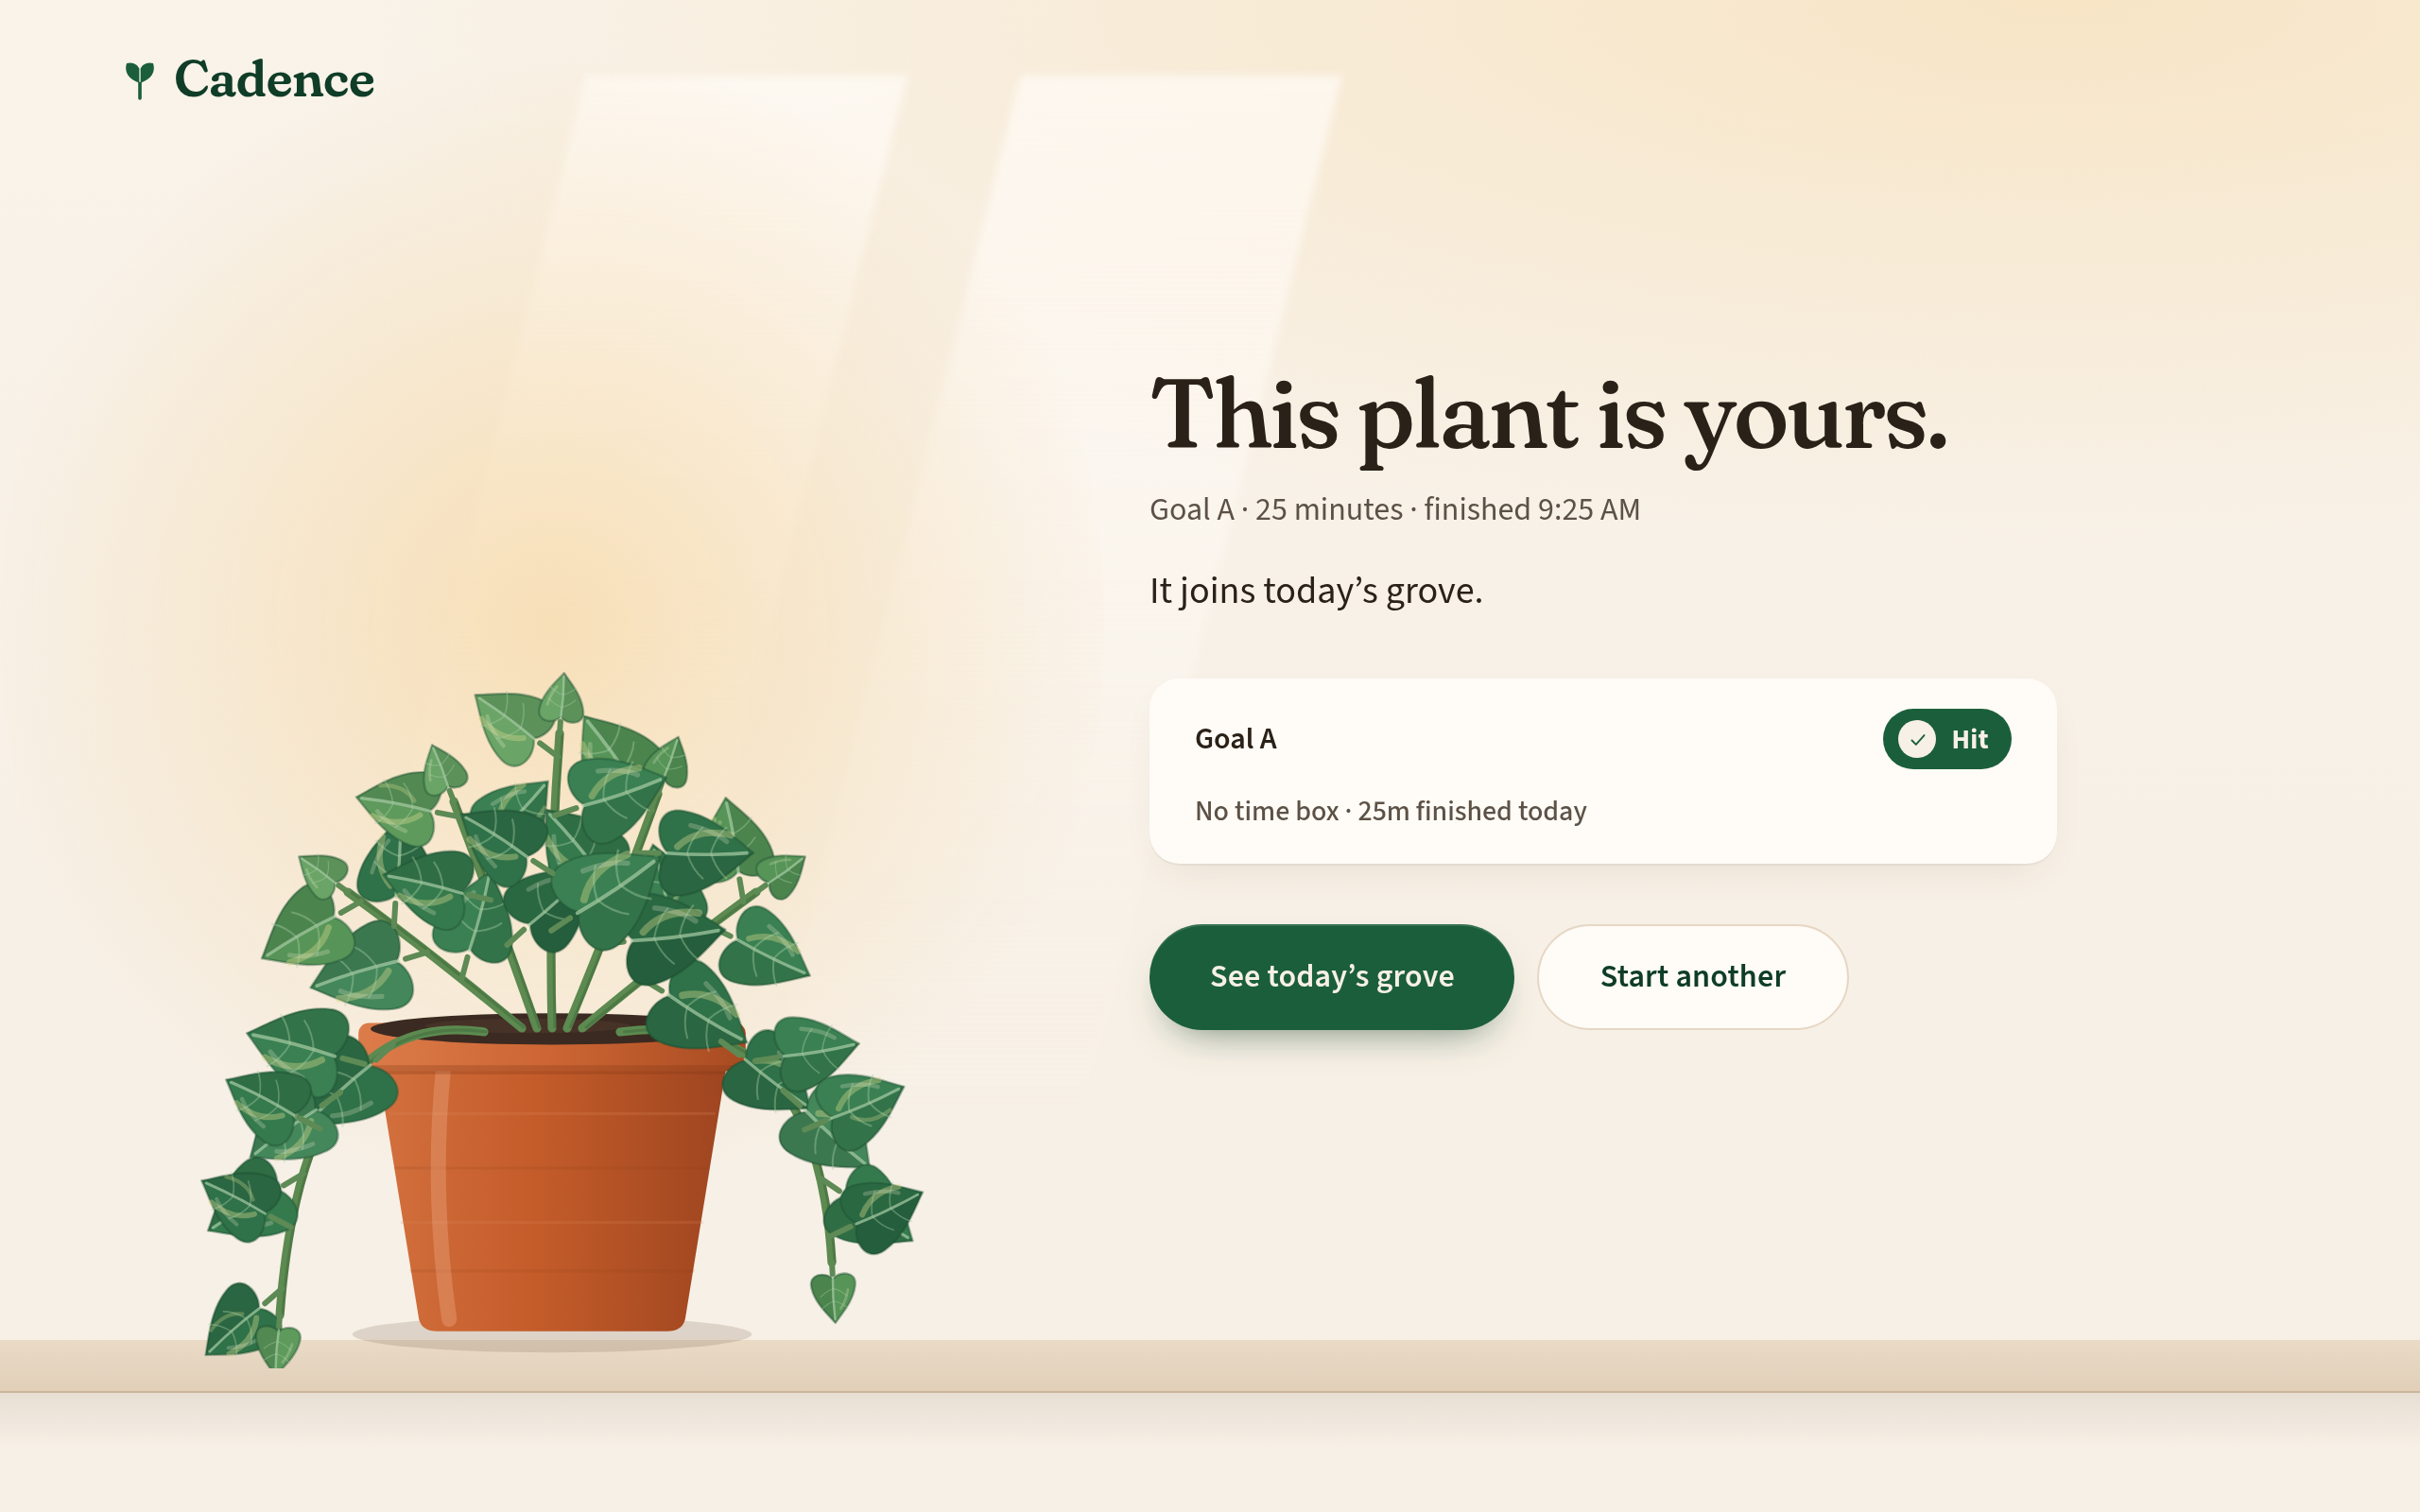 Cadence
This plant is yours.
Goal A · 25 minutes · finished 9:25 AM
It joins today’s grove.
Goal A
Hit
No time box · 25m finished today
See today’s grove
Start another